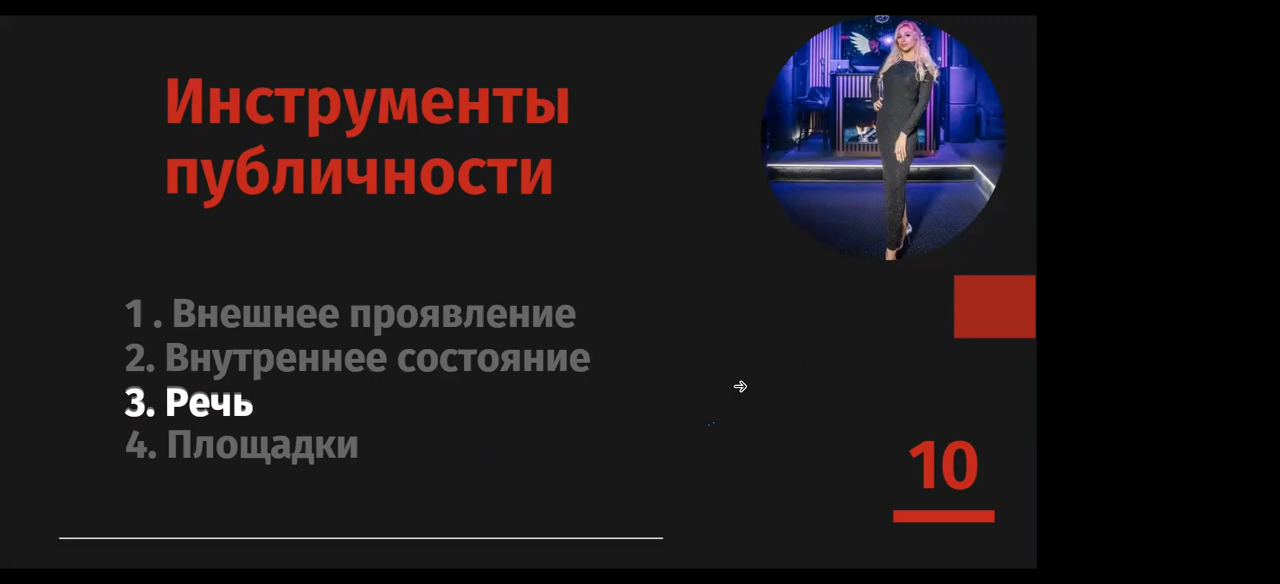 Инструменты
публичности
1 . Внешнее проявление
2. Внутреннее состояние
3. Речь
4. Площадки
10